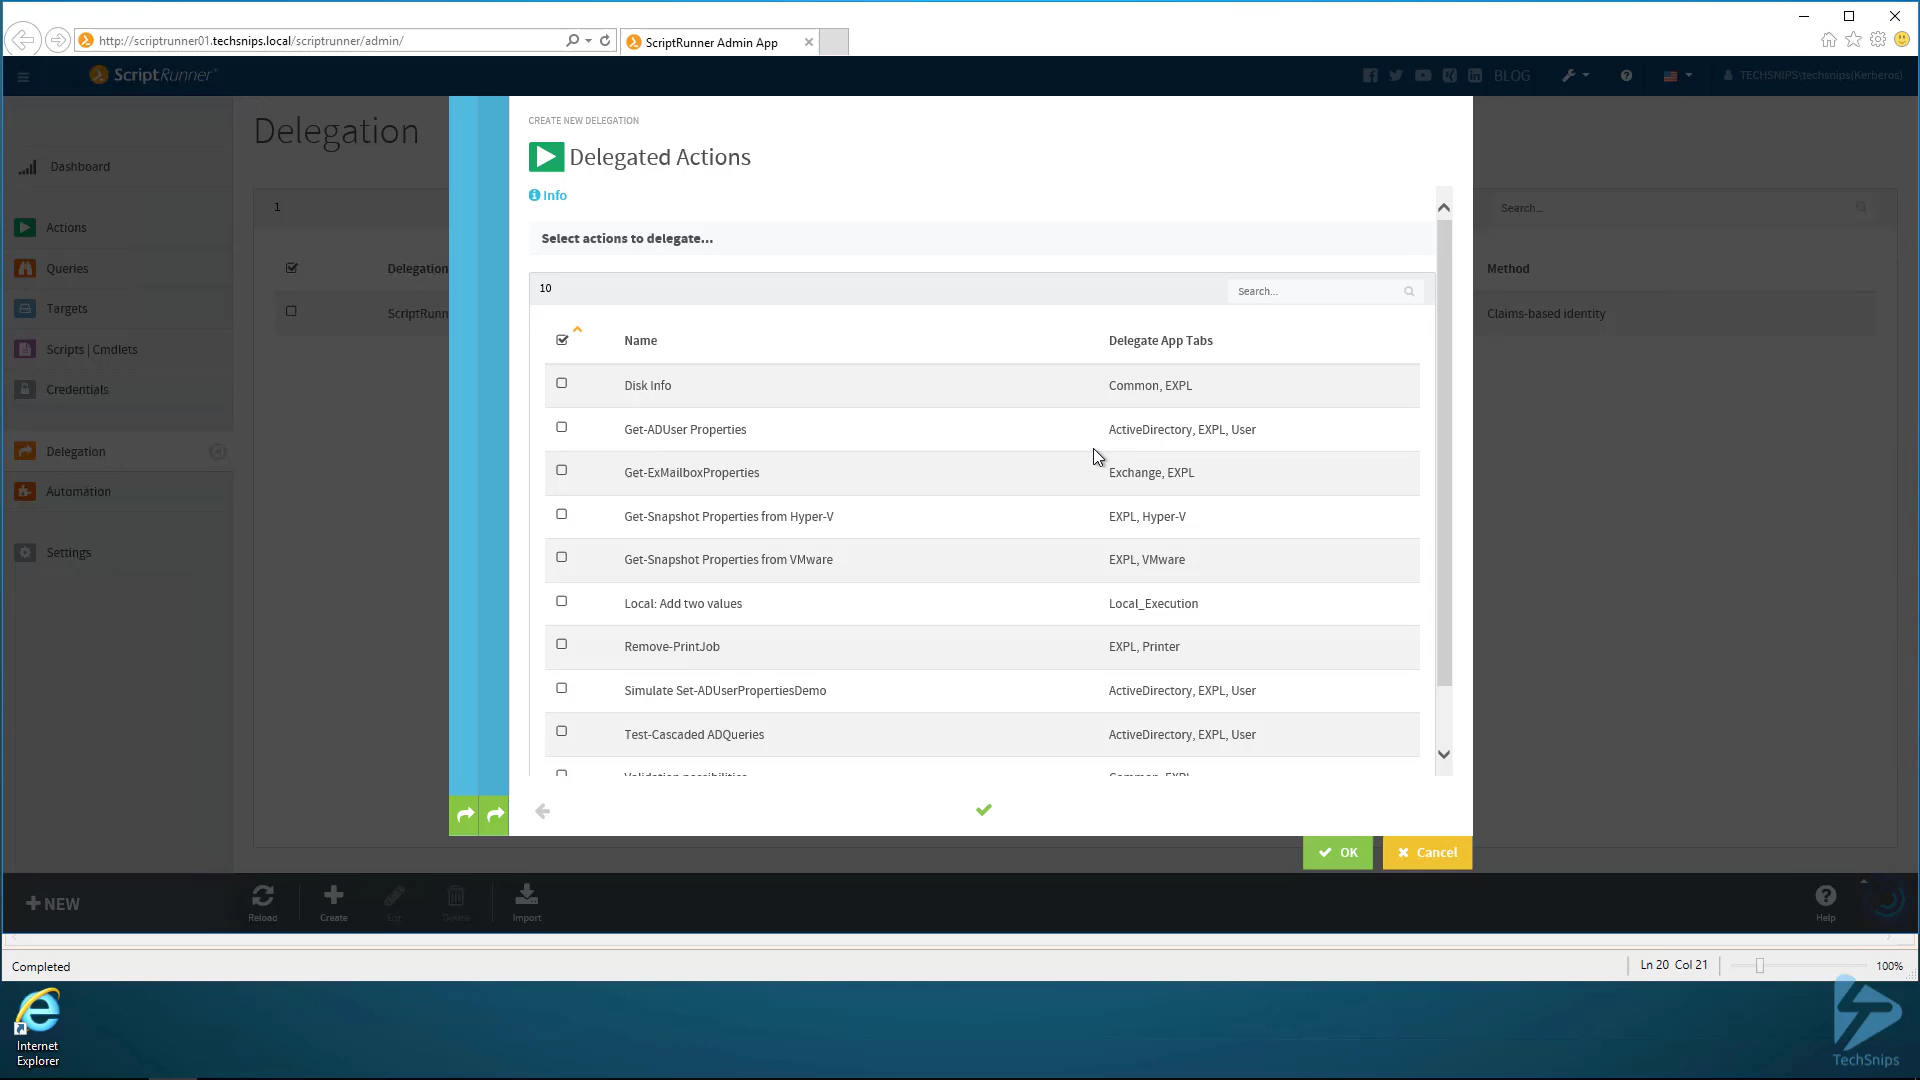 http://scriptrunner01.techsnips.local/scriptrunner/admin/
ScriptRunner Admin App
ScriptRunner
BLOG
TECHSNIPS\techsnips(Kerberos)
Delegation
Dashboard
Actions
Queries
Targets
Scripts | Cmdlets
Credentials
Delegation
Automation
Settings
1
Search...
Delegation
Method
ScriptRunn
Claims-based identity
CREATE NEW DELEGATION
Delegated Actions
Info
Select actions to delegate...
10
Search...
Name
Delegate App Tabs
Disk Info
Common, EXPL
Get-ADUser Properties
ActiveDirectory, EXPL, User
Get-ExMailboxProperties
Exchange, EXPL
Get-Snapshot Properties from Hyper-V
EXPL, Hyper-V
Get-Snapshot Properties from VMware
EXPL, VMware
Local: Add two values
Local_Execution
Remove-PrintJob
EXPL, Printer
Simulate Set-ADUserPropertiesDemo
ActiveDirectory, EXPL, User
Test-Cascaded ADQueries
ActiveDirectory, EXPL, User
Validation possibilities
Common, EXPL
OK
Cancel
+ NEW
Reload
Create
Edit
Delete
Import
Help
Completed
Ln 20 Col 21
100%
Internet
Explorer
TechSnips